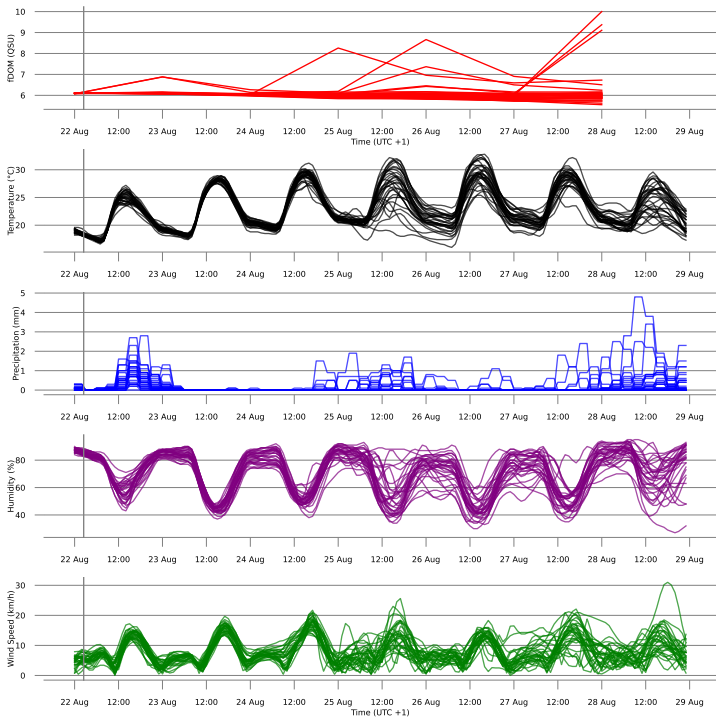 10
9
8
7
6
fDOM (QSU)
22 Aug 12:00 23 Aug 12:00 24 Aug 12:00 25 Aug 12:00 26 Aug 12:00 27 Aug 12:00 28 Aug 12:00 29 Aug
Time (UTC +1)
30
25
20
Temperature (°C)
22 Aug 12:00 23 Aug 12:00 24 Aug 12:00 25 Aug 12:00 26 Aug 12:00 27 Aug 12:00 28 Aug 12:00 29 Aug
5
4
3
2
1
0
Precipitation (mm)
22 Aug 12:00 23 Aug 12:00 24 Aug 12:00 25 Aug 12:00 26 Aug 12:00 27 Aug 12:00 28 Aug 12:00 29 Aug
80
60
40
Humidity (%)
22 Aug 12:00 23 Aug 12:00 24 Aug 12:00 25 Aug 12:00 26 Aug 12:00 27 Aug 12:00 28 Aug 12:00 29 Aug
30
20
10
0
Wind Speed (km/h)
22 Aug 12:00 23 Aug 12:00 24 Aug 12:00 25 Aug 12:00 26 Aug 12:00 27 Aug 12:00 28 Aug 12:00 29 Aug
Time (UTC +1)